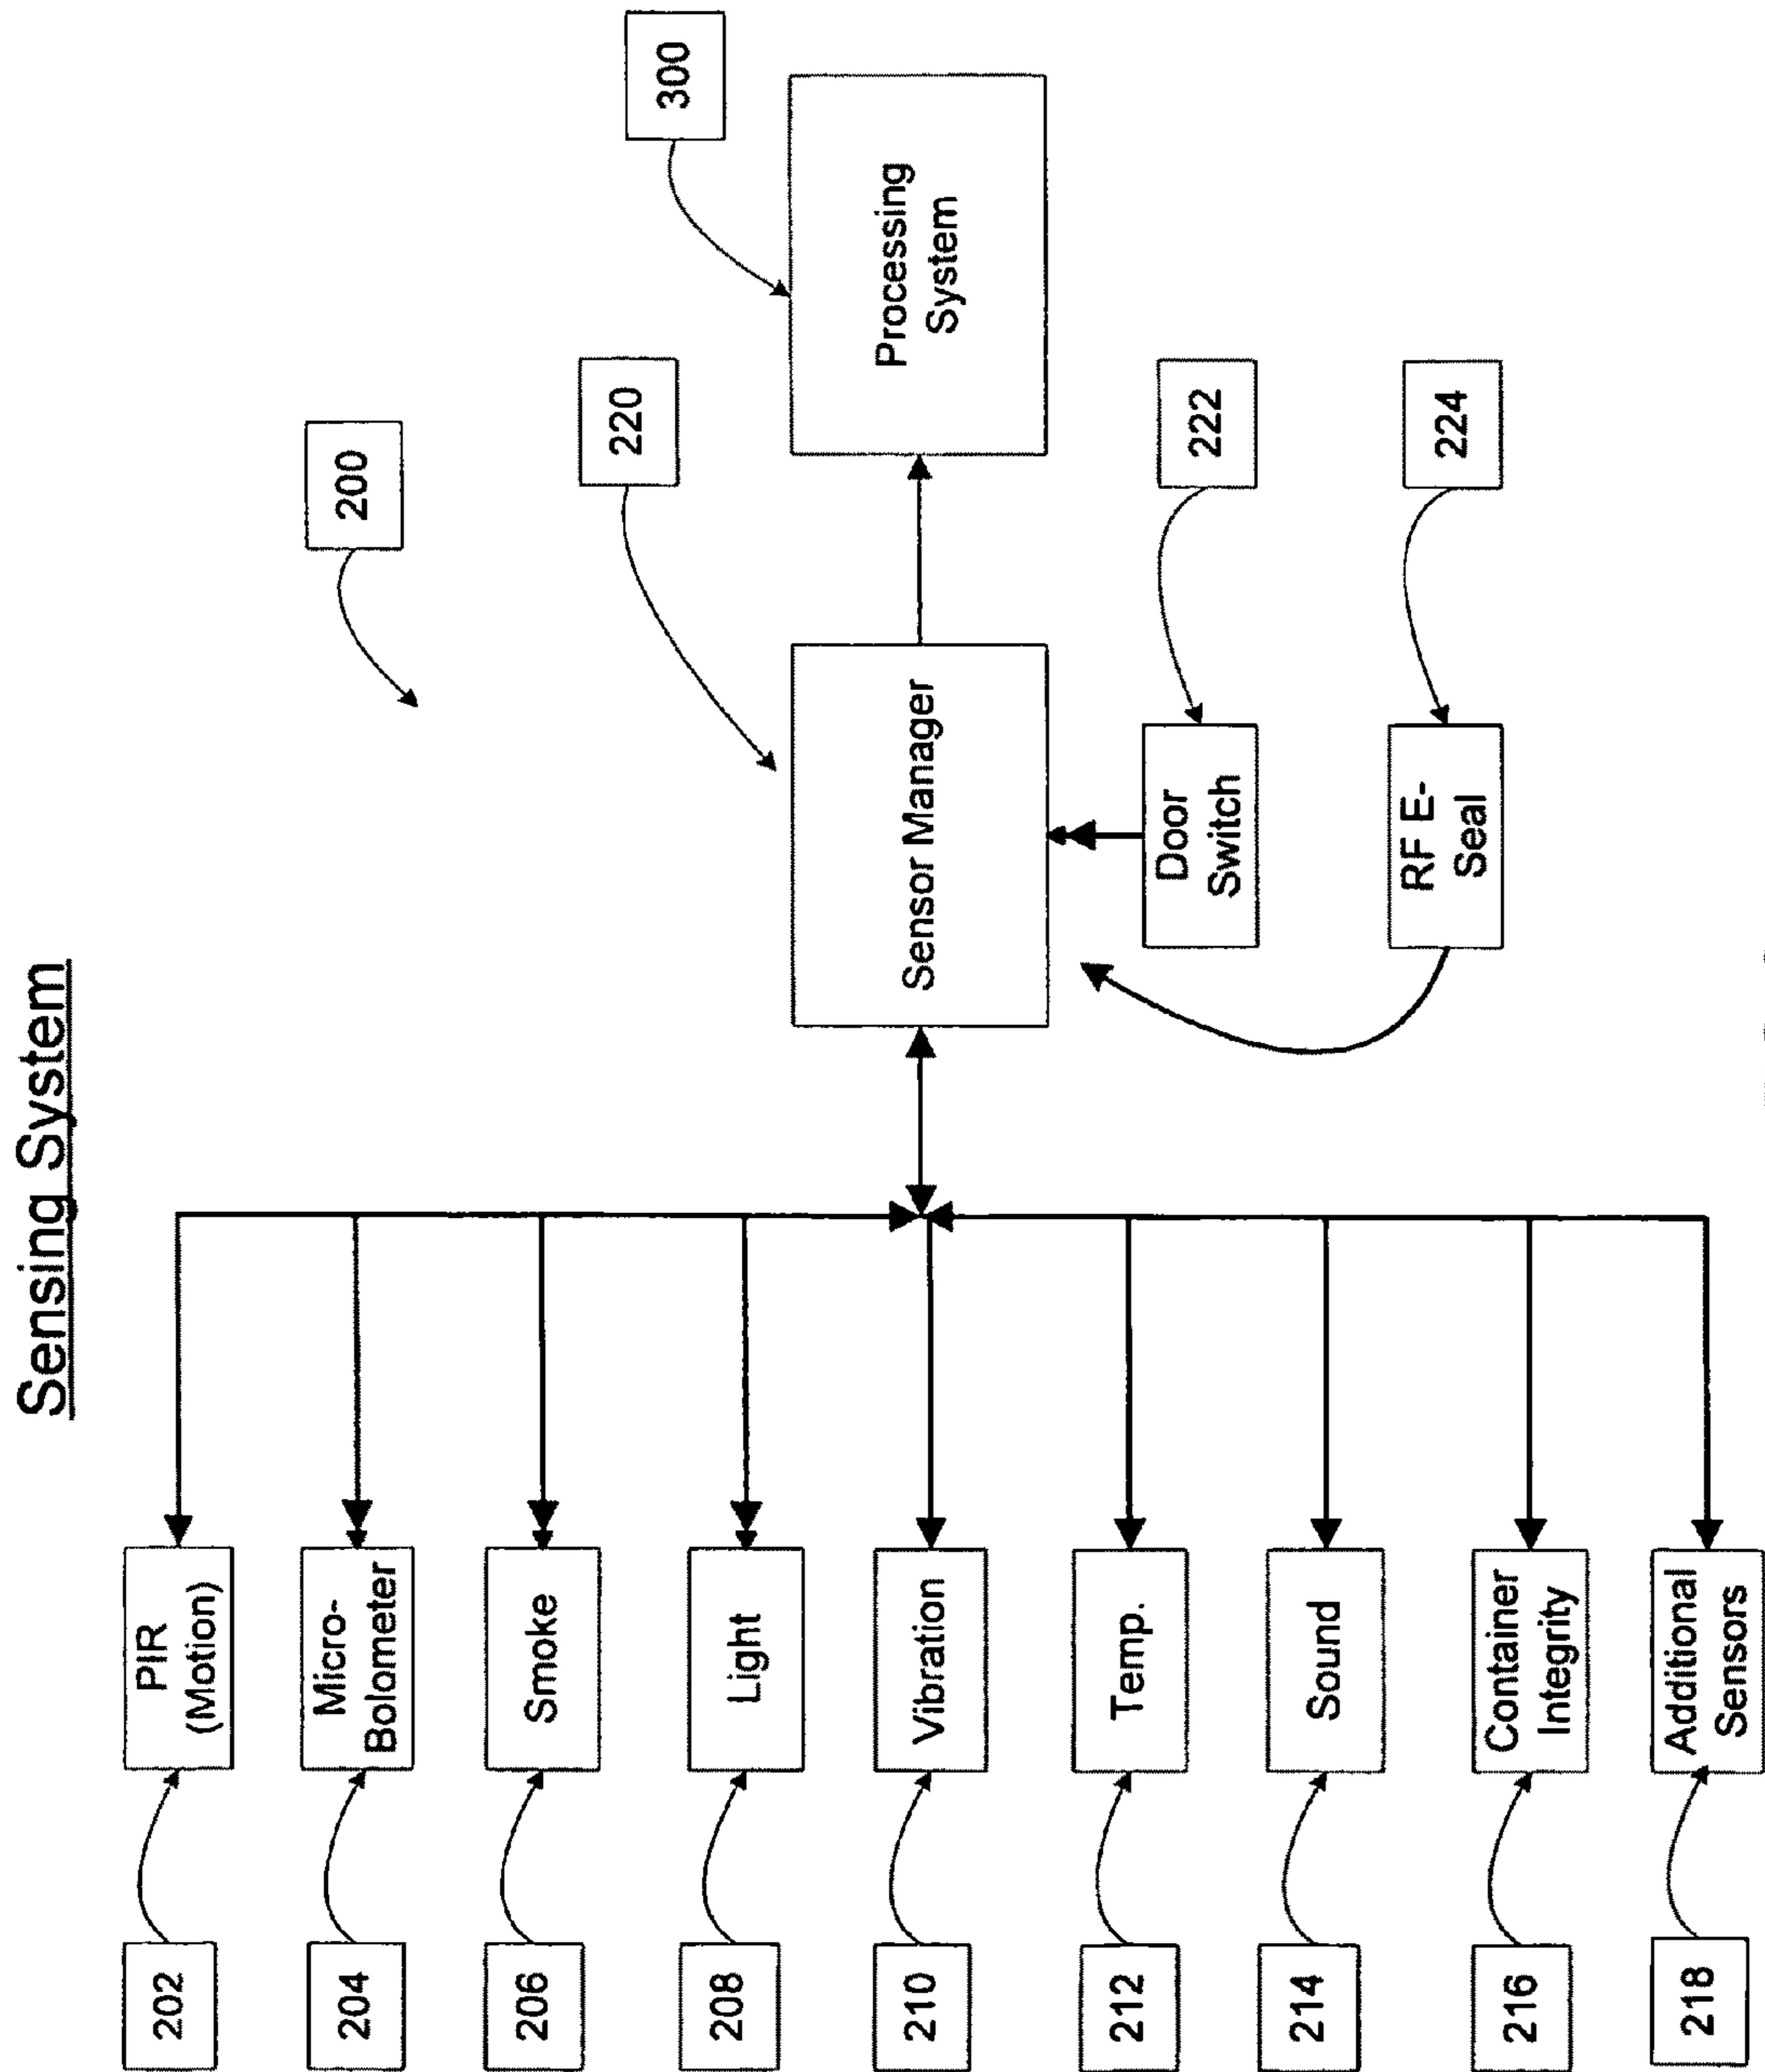 Sensing System
202
PIR
(Motion)
204
Micro-
Bolometer
206
Smoke
208
Light
210
Vibration
212
Temp.
214
Sound
216
Container
Integrity
218
Additional
Sensors
200
220
Sensor Manager
300
Processing
System
222
Door
Switch
224
RF E-
Seal